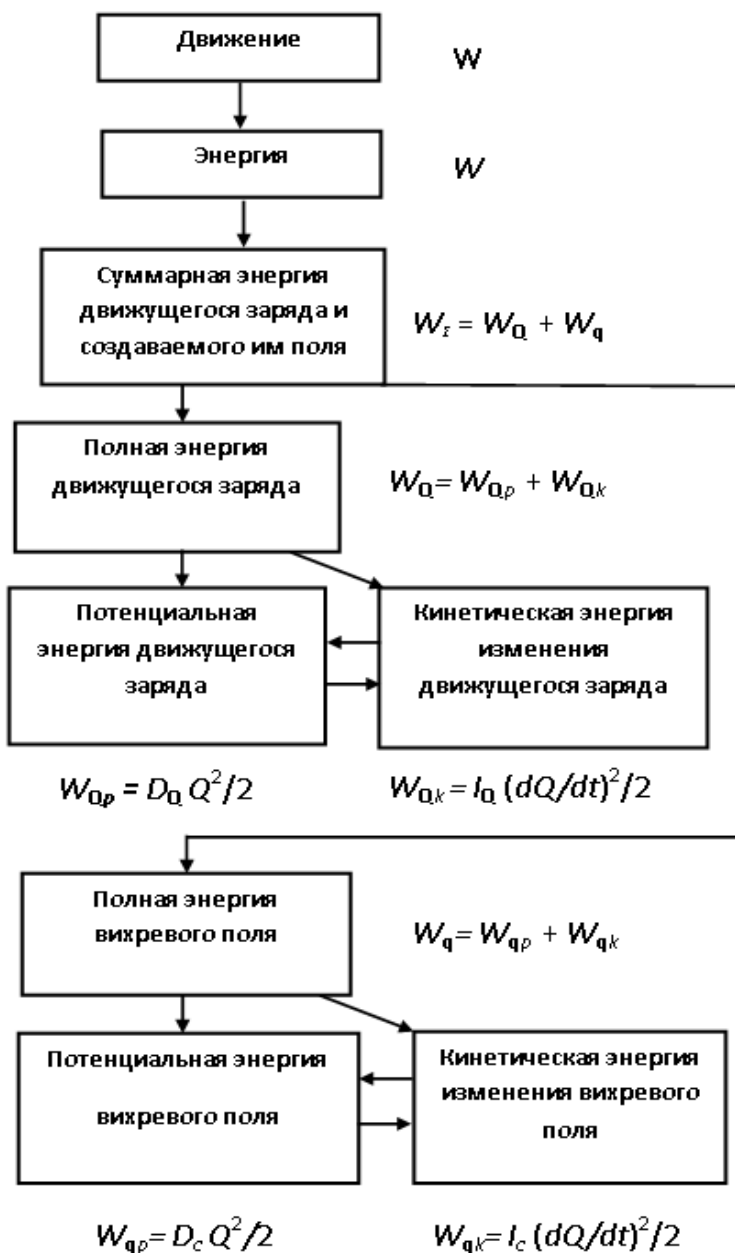 Движение
W
Энергия
W
Суммарная энергия
движущегося заряда и
создаваемого им поля
W_z = W_Q + W_q
Полная энергия
движущегося заряда
W_Q = W_Qp + W_Qk
Потенциальная
энергия движущегося
заряда
Кинетическая энергия
изменения
движущегося заряда
W_Qp = D_Q Q²/2
W_Qk = I_Q (dQ/dt)²/2
Полная энергия
вихревого поля
W_q = W_qp + W_qk
Потенциальная энергия
вихревого поля
Кинетическая энергия
изменения вихревого
поля
W_qp = D_c Q²/2
W_qk = I_c (dQ/dt)²/2